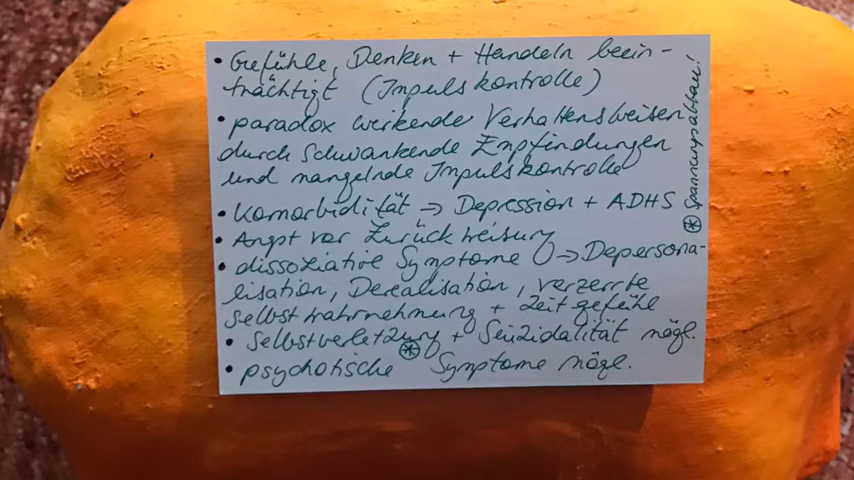 • Gefühle, Denken + Handeln beein-
trächtigt (Impulskontrolle)
• paradox wirkende Verhaltensweisen
durch schwankende Empfindungen
und mangelnde Impulskontrolle
• Komorbidität → Depression + ADHS
• Angst vor Zurückweisung
• dissoziative Symptome → Depersona-
lisation, Derealisation, verzerrte
Selbstwahrnehmung + Zeitgefühle
• Selbstverletzung⊛ + Suizidalität mögl.
• psychotische Symptome mögl.
⊛ Spannungsabbau!